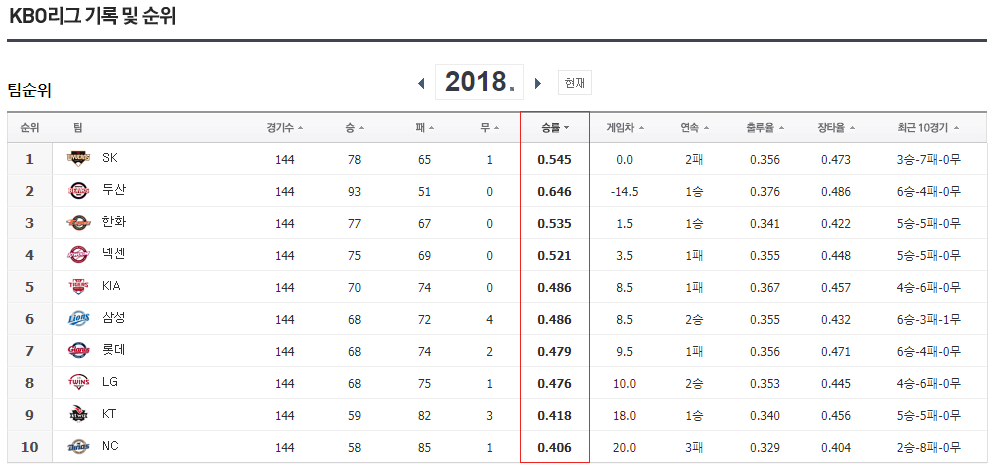 KBO리그 기록 및 순위
팀순위 2018. 현재
순위 팀 경기수 승 패 무 승률 게임차 연속 출루율 장타율 최근 10경기
1 SK 144 78 65 1 0.545 0.0 2패 0.356 0.473 3승-7패-0무
2 두산 144 93 51 0 0.646 -14.5 1승 0.376 0.486 6승-4패-0무
3 한화 144 77 67 0 0.535 1.5 1승 0.341 0.422 5승-5패-0무
4 넥센 144 75 69 0 0.521 3.5 1패 0.355 0.448 5승-5패-0무
5 KIA 144 70 74 0 0.486 8.5 1패 0.367 0.457 4승-6패-0무
6 삼성 144 68 72 4 0.486 8.5 2승 0.355 0.432 6승-3패-1무
7 롯데 144 68 74 2 0.479 9.5 1패 0.356 0.471 6승-4패-0무
8 LG 144 68 75 1 0.476 10.0 2승 0.353 0.445 4승-6패-0무
9 KT 144 59 82 3 0.418 18.0 1승 0.340 0.456 5승-5패-0무
10 NC 144 58 85 1 0.406 20.0 3패 0.329 0.404 2승-8패-0무